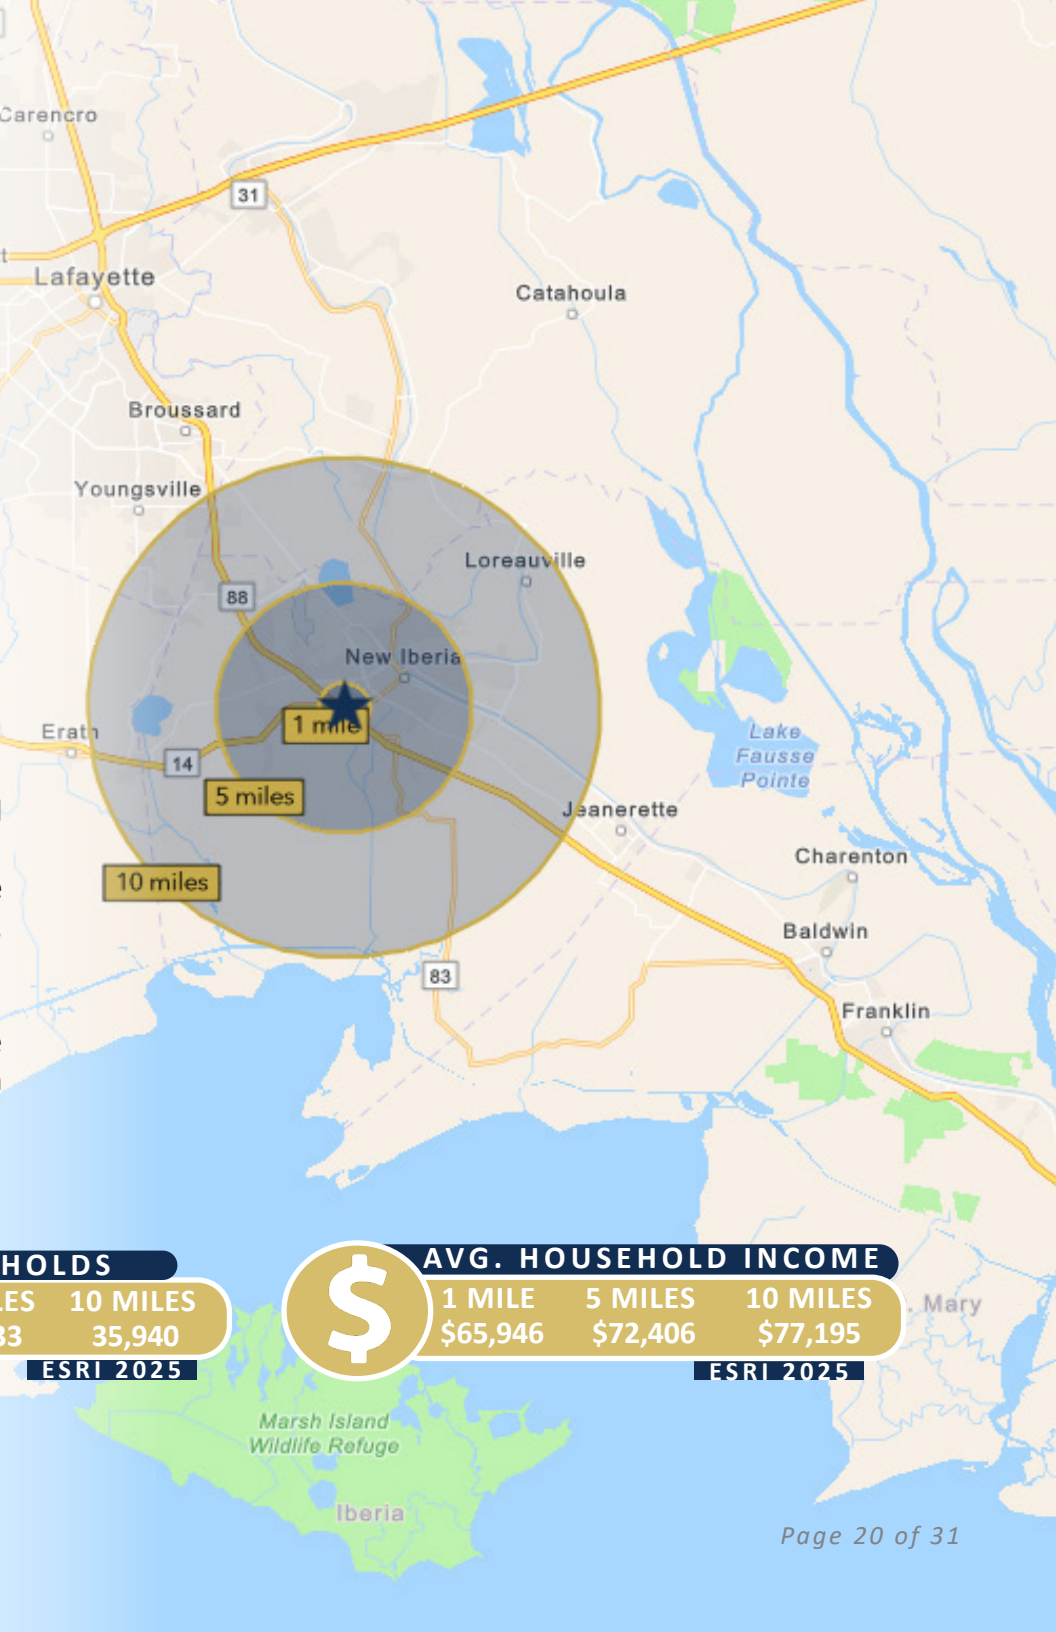 Carencro
31
Lafayette
Catahoula
Broussard
Youngsville
Loreauville
88
New Iberia
1 mile
Erath
14
Lake
Fausse
Pointe
5 miles
Jeanerette
Charenton
10 miles
Baldwin
83
Franklin
HOLDS
LES 10 MILES
33 35,940
ESRI 2025
$
AVG. HOUSEHOLD INCOME
1 MILE 5 MILES 10 MILES
$65,946 $72,406 $77,195
ESRI 2025
. Mary
Marsh Island
Wildlife Refuge
Iberia
Page 20 of 31